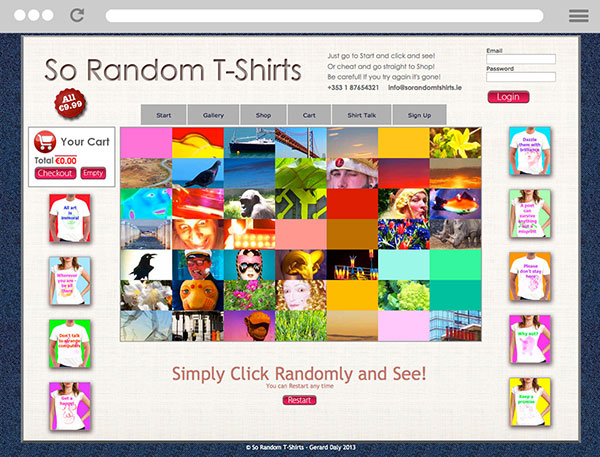 So Random T-Shirts
Just go to Start and click and see!
Or cheat and go straight to Shop!
Be careful! If you try again it's gone!
+353 1 87654321 info@sorandomtshirts.ie
Email
Password
Login
All
€9.99
Start Gallery Shop Cart Shirt Talk Sign Up
Your Cart
Total €0.00
Checkout Empty
All art
is
immoral
Whenever
you are -
be all
there
Don't talk
to strange
computers
Get a
happy!
Dazzle
them with
brilliance
A poet
can
survive
anything
but a
misprint
Please
don't stay
here
Why not?
Keep a
promise
Simply Click Randomly and See!
You can Restart any time
Restart
© So Random T-Shirts - Gerard Daly 2013